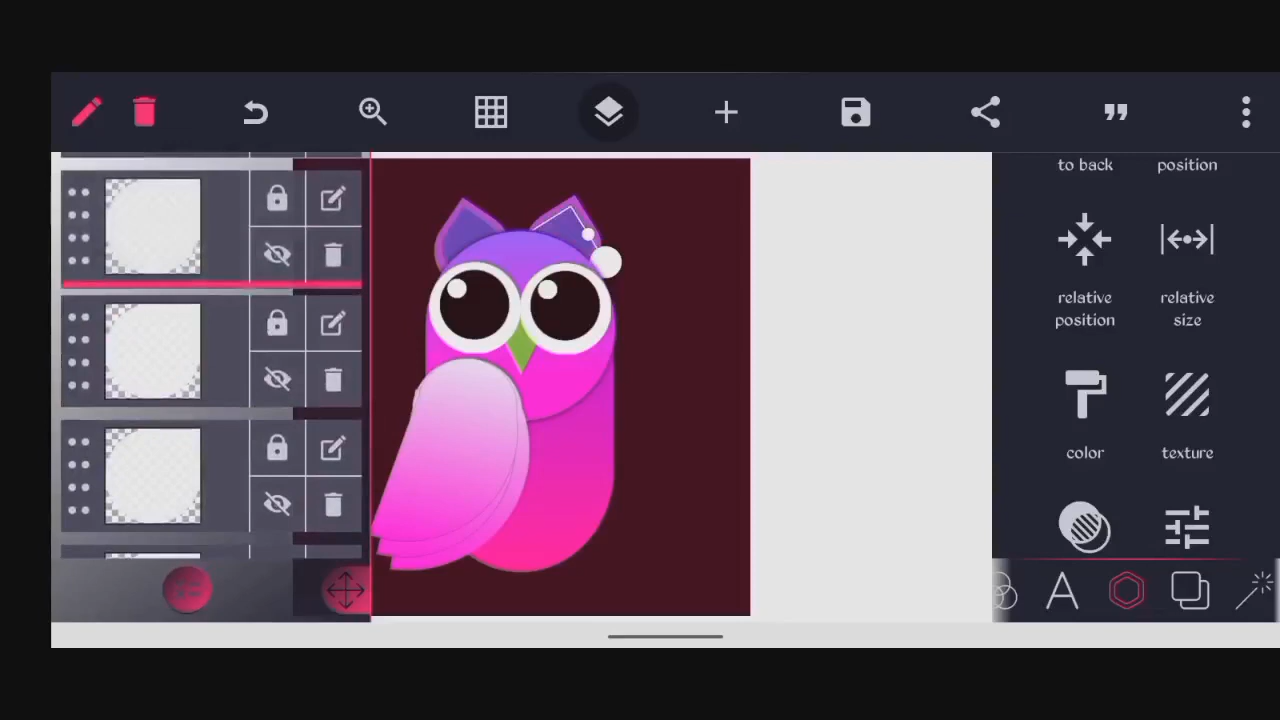 to back
position
relative
position
relative
size
color
texture